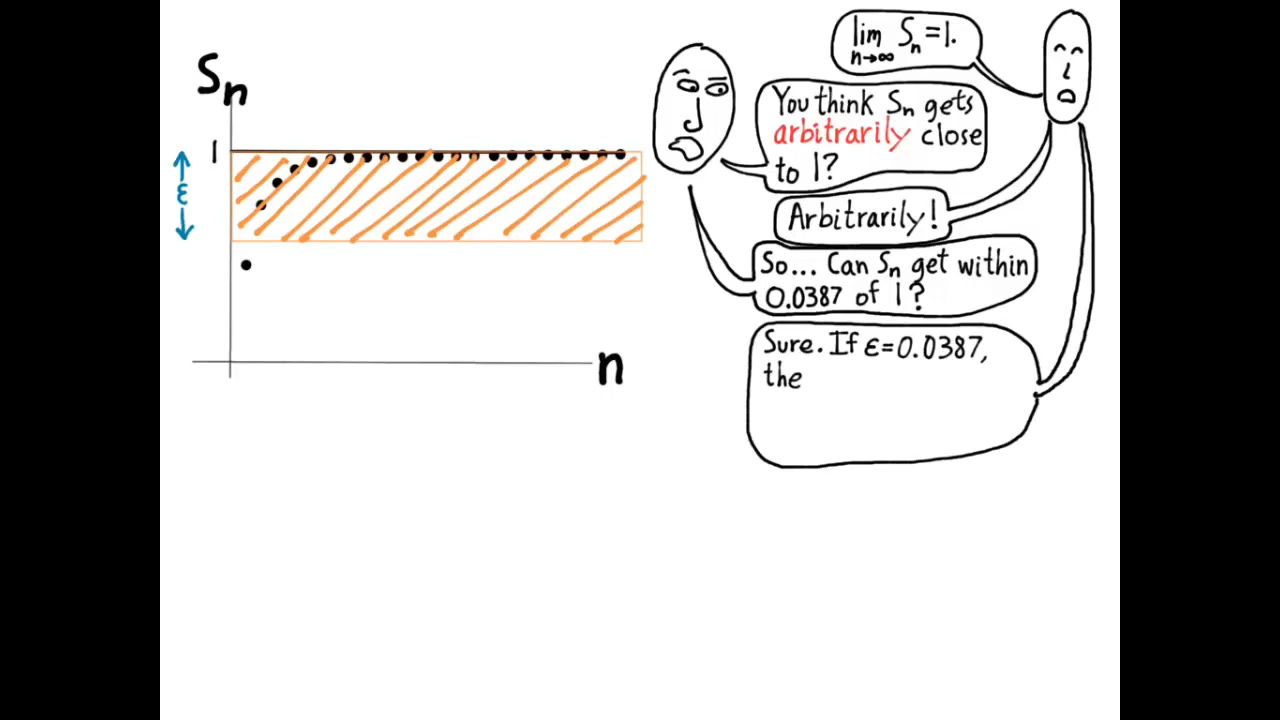 Sn
1
ε
n
lim Sn = 1.
n→∞
You think Sn gets
arbitrarily close
to 1?
Arbitrarily!
So... Can Sn get within
0.0387 of 1?
Sure. If ε=0.0387,
the